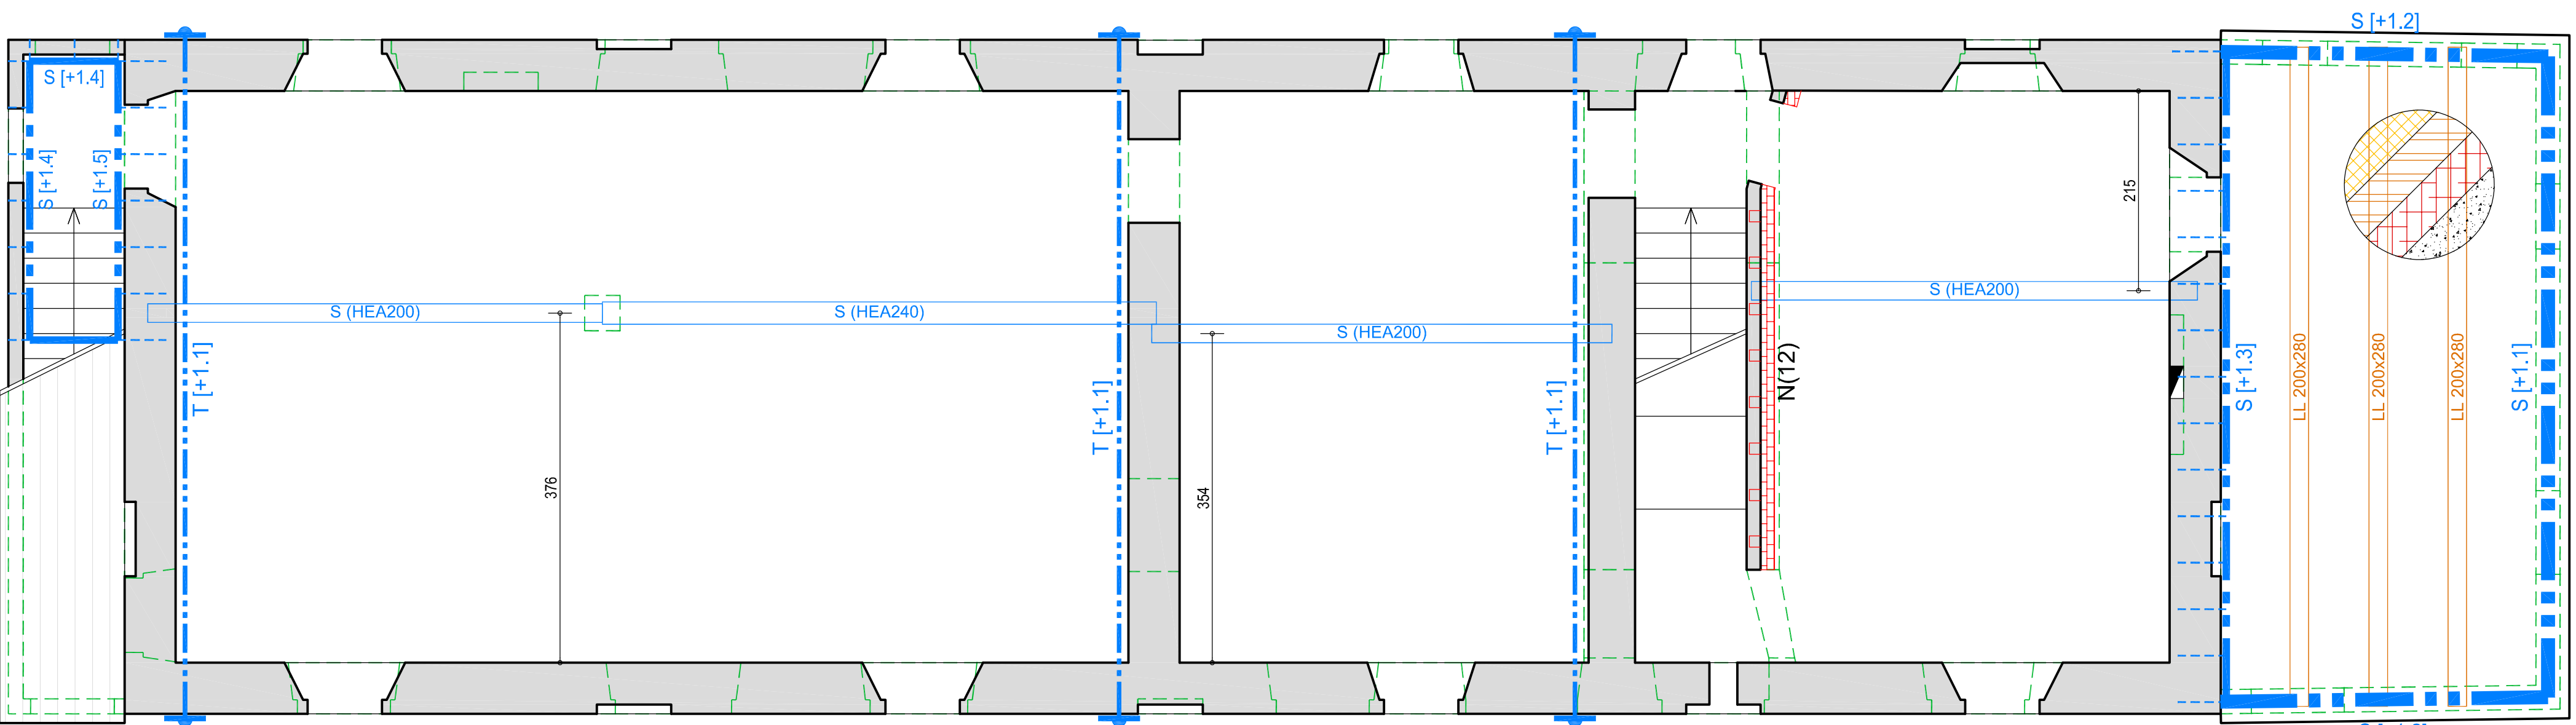 S [+1.2]
S [+1.4]
S [+1.4]
S [+1.5]
215
S (HEA200)
S (HEA200)
S (HEA240)
S (HEA200)
T [+1.1]
T [+1.1]
T [+1.1]
N(12)
S [+1.3]
LL 200x280
LL 200x280
LL 200x280
S [+1.1]
376
354